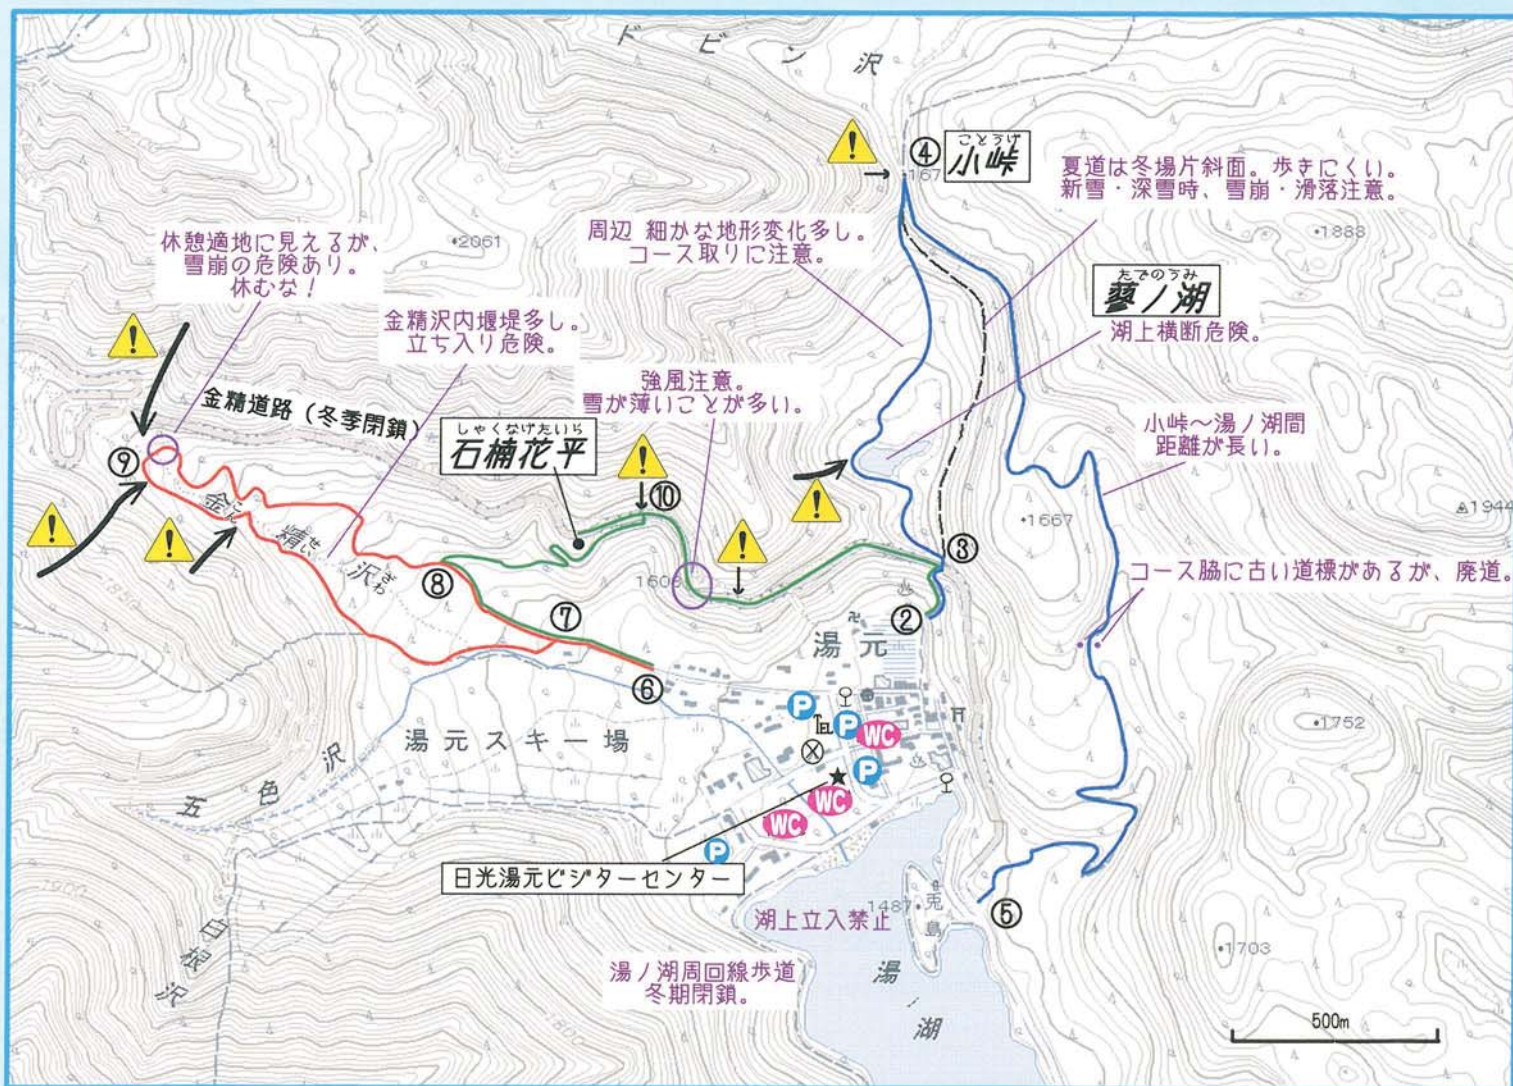 ドビン沢
④
ことうげ
小峠
167
夏道は冬場片斜面。歩きにくい。
新雪・深雪時、雪崩・滑落注意。
周辺 細かな地形変化多し。
コース取りに注意。
休憩適地に見えるが、
雪崩の危険あり。
休むな！
2061
1888
たでのうみ
蓼ノ湖
湖上横断危険。
金精沢内堰堤多し。
立ち入り危険。
強風注意。
雪が薄いことが多い。
金精道路（冬季閉鎖）
しゃくなげたいら
石楠花平
小峠～湯ノ湖間
距離が長い。
⑨
⑩
1944
1667
金精沢
こんせいざわ
③
⑧
コース脇に古い道標があるが、廃道。
⑦
②
湯元
⑥
P
TEL
P
WC
湯元スキー場
1752
P
五色沢
WC
WC
P
日光湯元ビジターセンター
1487
兎島
⑤
湖上立入禁止
白根沢
1703
湯ノ湖周回線歩道
冬期閉鎖。
湯ノ湖
500m